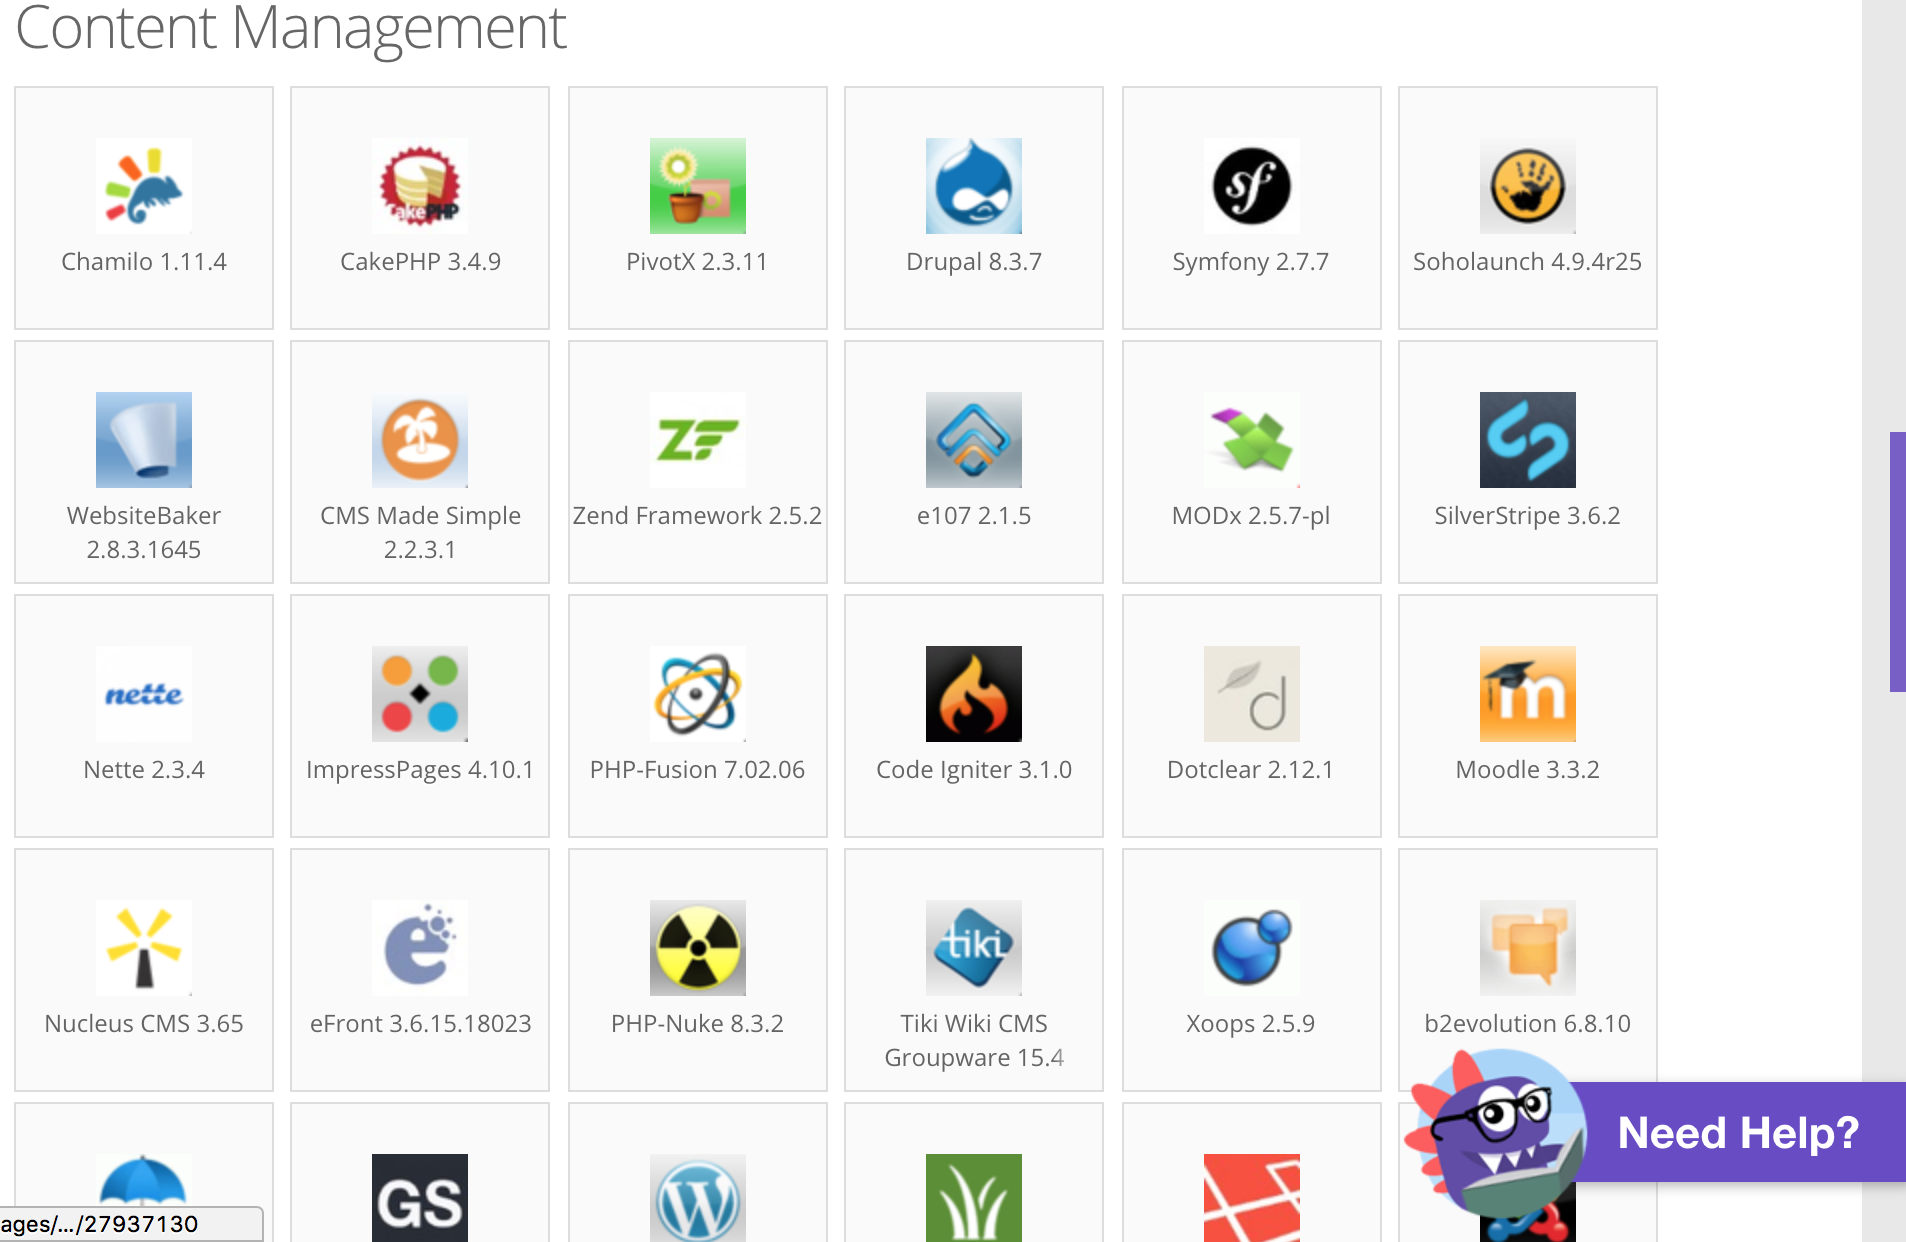 Content Management
Chamilo 1.11.4
CakePHP
CakePHP 3.4.9
PivotX 2.3.11
Drupal 8.3.7
sf
Symfony 2.7.7
Soholaunch 4.9.4r25
WebsiteBaker
2.8.3.1645
CMS Made Simple
2.2.3.1
ZF
Zend Framework 2.5.2
e107 2.1.5
MODx 2.5.7-pl
SilverStripe 3.6.2
nette
Nette 2.3.4
ImpressPages 4.10.1
PHP-Fusion 7.02.06
Code Igniter 3.1.0
d
Dotclear 2.12.1
m
Moodle 3.3.2
Nucleus CMS 3.65
e
eFront 3.6.15.18023
PHP-Nuke 8.3.2
tiki
Tiki Wiki CMS
Groupware 15.4
Xoops 2.5.9
b2evolution 6.8.10
Need Help?
GS
W
ages/.../27937130